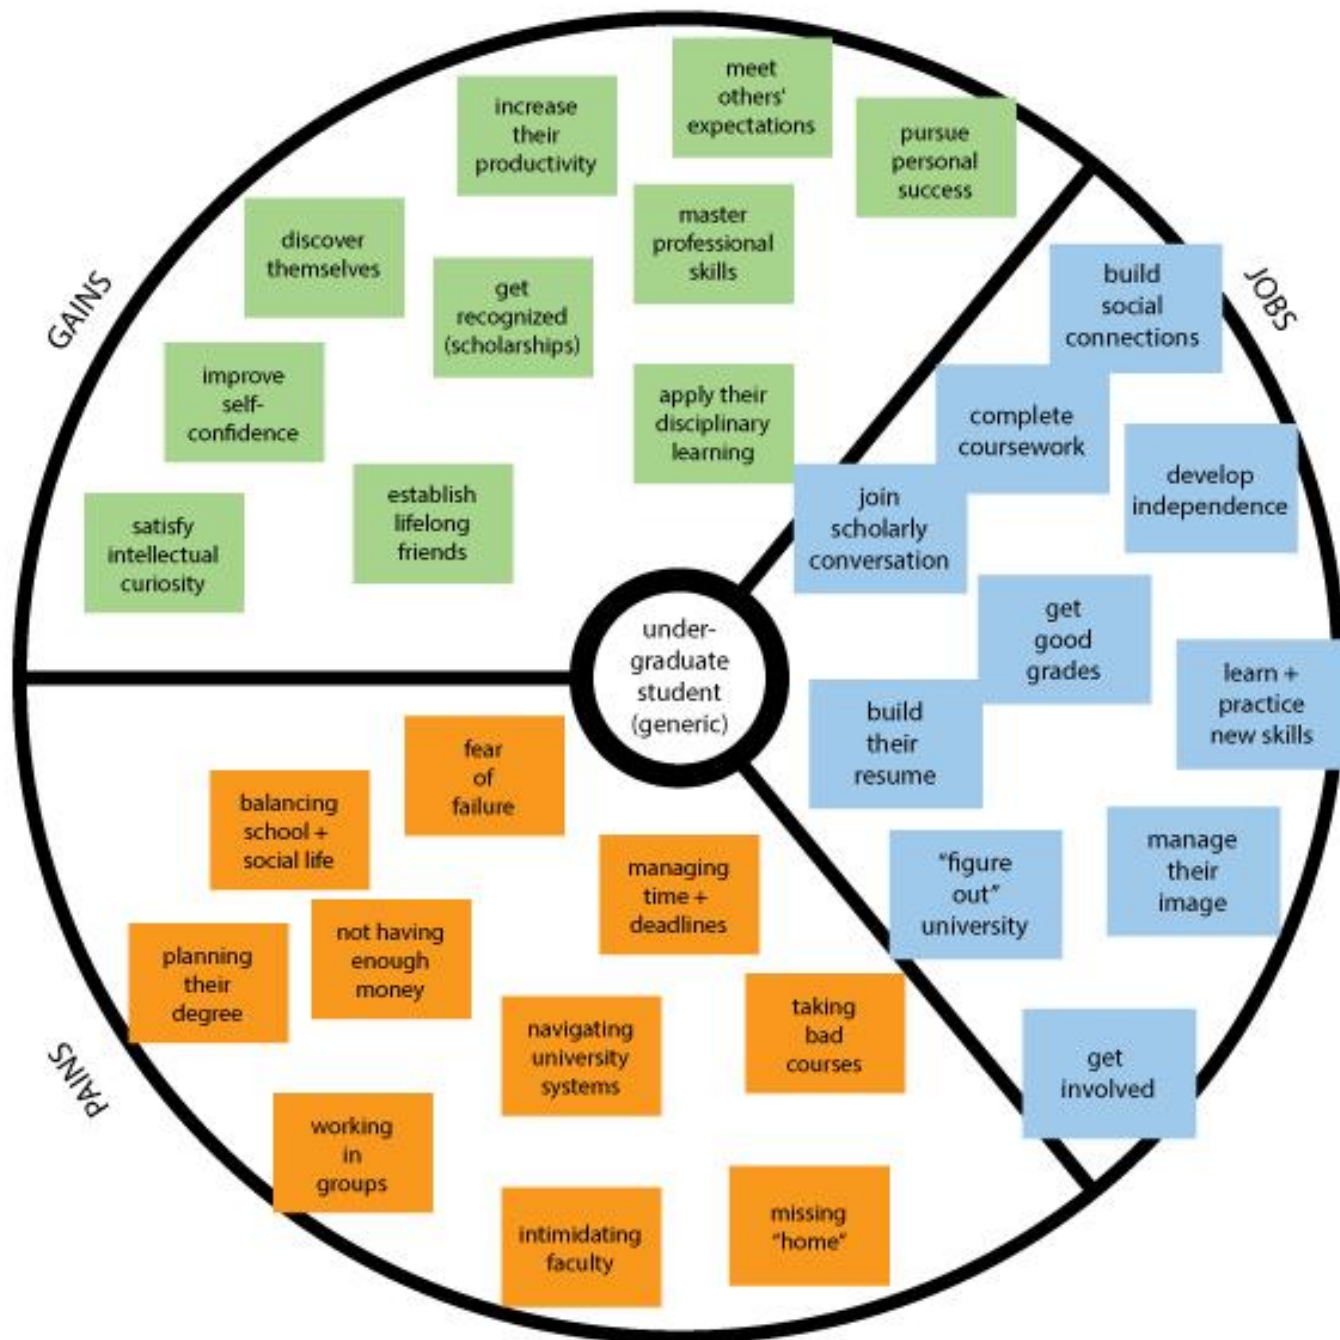 GAINS
increase
their
productivity
meet
others'
expectations
pursue
personal
success
discover
themselves
get
recognized
(scholarships)
master
professional
skills
improve
self-
confidence
apply their
disciplinary
learning
satisfy
intellectual
curiosity
establish
lifelong
friends
JOBS
build
social
connections
complete
coursework
develop
independence
join
scholarly
conversation
get
good
grades
learn +
practice
new skills
build
their
resume
manage
their
image
"figure
out"
university
get
involved
under-
graduate
student
(generic)
PAINS
fear
of
failure
balancing
school +
social life
managing
time +
deadlines
planning
their
degree
not having
enough
money
navigating
university
systems
taking
bad
courses
working
in
groups
intimidating
faculty
missing
"home"